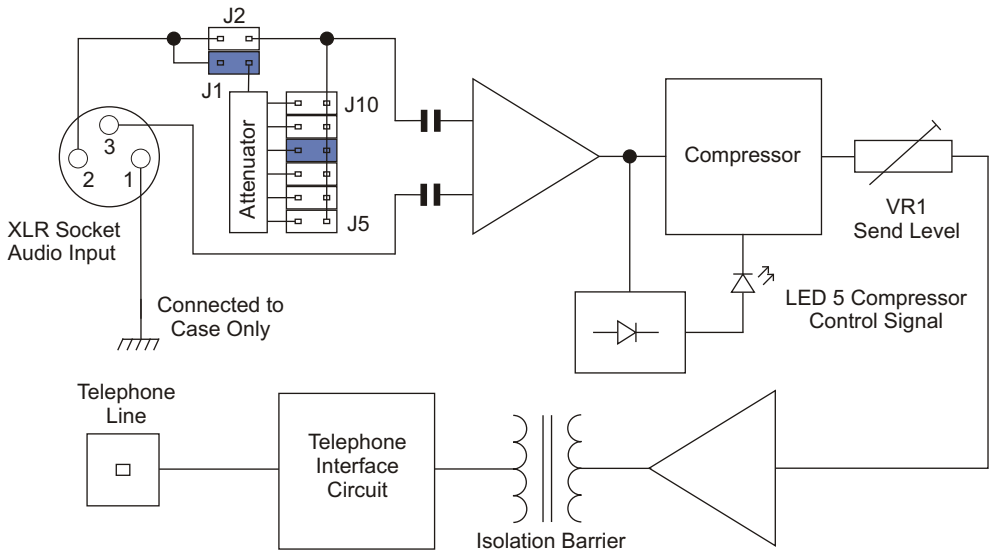 J2
J1
J10
Attenuator
J5
3
2
1
XLR Socket
Audio Input
Connected to
Case Only
Compressor
VR1
Send Level
LED 5 Compressor
Control Signal
Telephone
Line
Telephone
Interface
Circuit
Isolation Barrier